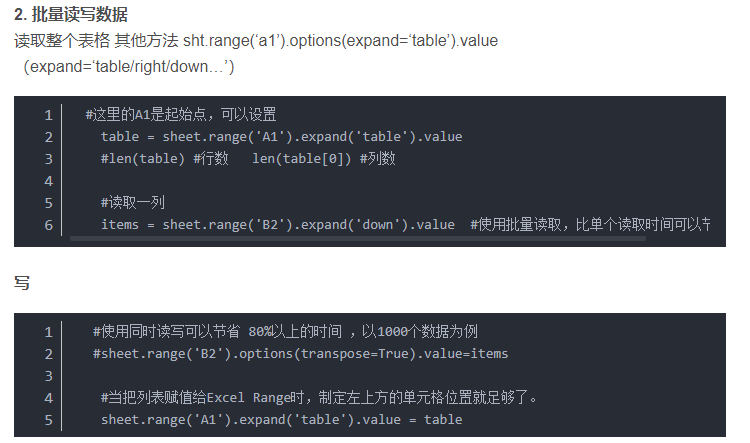 2. 批量读写数据
读取整个表格 其他方法 sht.range(‘a1’).options(expand=‘table’).value
（expand=‘table/right/down…’）
1 #这里的A1是起始点，可以设置
2 table = sheet.range('A1').expand('table').value
3 #len(table) #行数 len(table[0]) #列数
4
5 #读取一列
6 items = sheet.range('B2').expand('down').value #使用批量读取，比单个读取时间可以
写
1 #使用同时读写可以节省 80%以上的时间 ，以1000个数据为例
2 #sheet.range('B2').options(transpose=True).value=items
3
4 #当把列表赋值给Excel Range时，制定左上方的单元格位置就足够了。
5 sheet.range('A1').expand('table').value = table